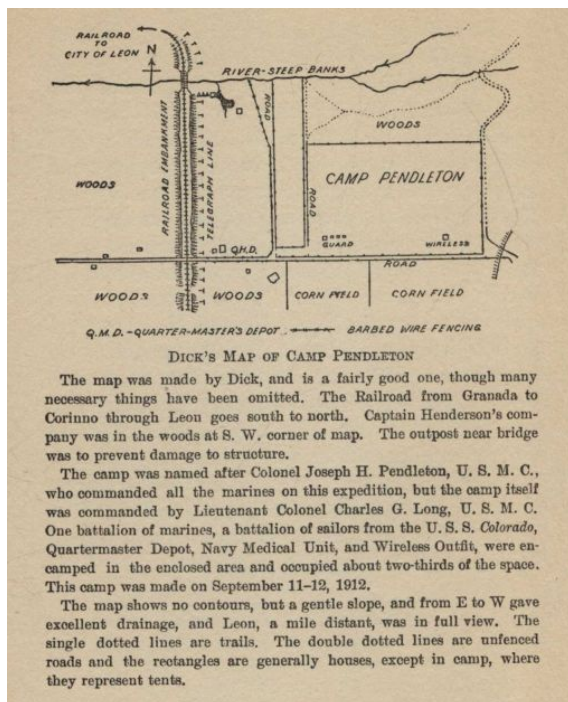 RAILROAD
TO
CITY OF LEON
N
RIVER-STEEP BANKS
ROAD
WOODS
RAILROAD EMBANKMENT
TELEGRAPH LINE
WOODS
CAMP PENDLETON
ROAD
GUARD
WIRELESS
Q.M.D.
ROAD
WOODS
WOODS
CORN FIELD
CORN FIELD
Q.M.D. - QUARTER-MASTER'S DEPOT. BARBED WIRE FENCING
DICK'S MAP OF CAMP PENDLETON
The map was made by Dick, and is a fairly good one, though many
necessary things have been omitted. The Railroad from Granada to
Corinno through Leon goes south to north. Captain Henderson's com-
pany was in the woods at S. W. corner of map. The outpost near bridge
was to prevent damage to structure.
The camp was named after Colonel Joseph H. Pendleton, U. S. M. C.,
who commanded all the marines on this expedition, but the camp itself
was commanded by Lieutenant Colonel Charles G. Long, U. S. M. C.
One battalion of marines, a battalion of sailors from the U. S. S. Colorado,
Quartermaster Depot, Navy Medical Unit, and Wireless Outfit, were en-
camped in the enclosed area and occupied about two-thirds of the space.
This camp was made on September 11-12, 1912.
The map shows no contours, but a gentle slope, and from E to W gave
excellent drainage, and Leon, a mile distant, was in full view. The
single dotted lines are trails. The double dotted lines are unfenced
roads and the rectangles are generally houses, except in camp, where
they represent tents.